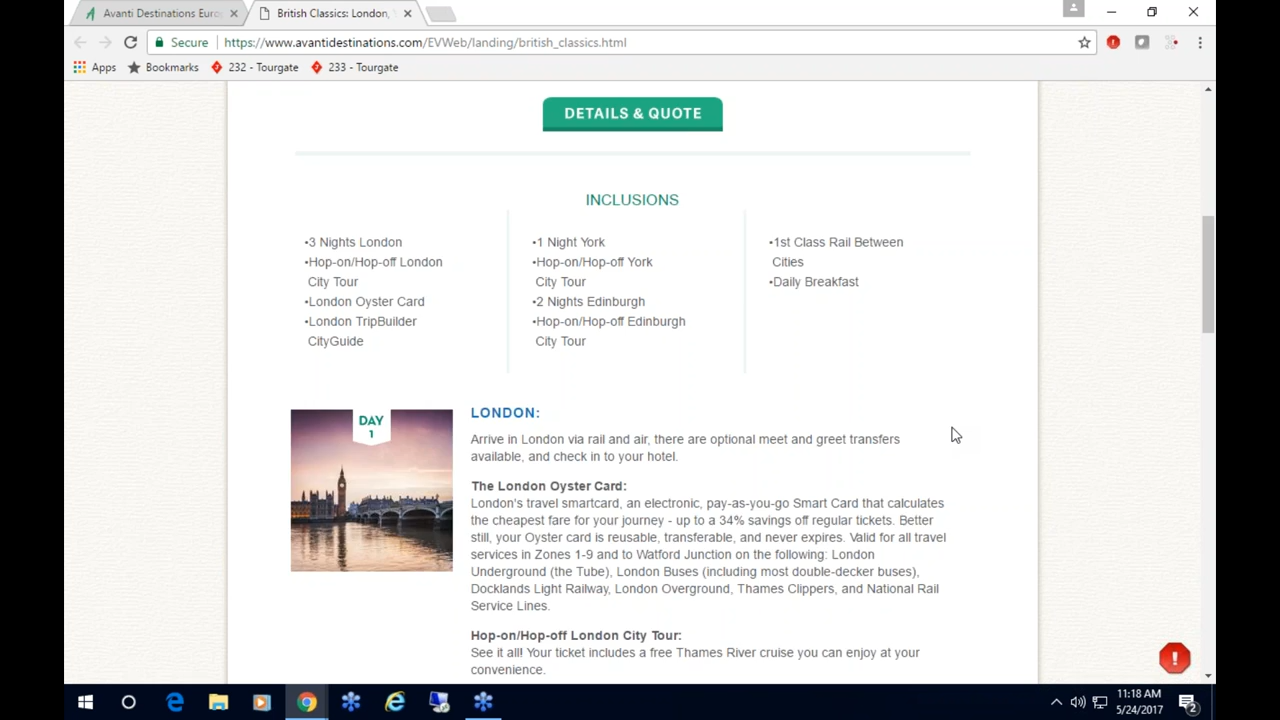 Avanti Destinations Euro
British Classics: London,
Secure
https://www.avantidestinations.com/EVWeb/landing/british_classics.html
Apps
Bookmarks
232 - Tourgate
233 - Tourgate
DETAILS & QUOTE
INCLUSIONS
•3 Nights London
•Hop-on/Hop-off London
City Tour
•London Oyster Card
•London TripBuilder
CityGuide
•1 Night York
•Hop-on/Hop-off York
City Tour
•2 Nights Edinburgh
•Hop-on/Hop-off Edinburgh
City Tour
•1st Class Rail Between
Cities
•Daily Breakfast
DAY
1
LONDON:
Arrive in London via rail and air, there are optional meet and greet transfers
available, and check in to your hotel.
The London Oyster Card:
London's travel smartcard, an electronic, pay-as-you-go Smart Card that calculates
the cheapest fare for your journey - up to a 34% savings off regular tickets. Better
still, your Oyster card is reusable, transferable, and never expires. Valid for all travel
services in Zones 1-9 and to Watford Junction on the following: London
Underground (the Tube), London Buses (including most double-decker buses),
Docklands Light Railway, London Overground, Thames Clippers, and National Rail
Service Lines.
Hop-on/Hop-off London City Tour:
See it all! Your ticket includes a free Thames River cruise you can enjoy at your
convenience.
11:18 AM
5/24/2017
2